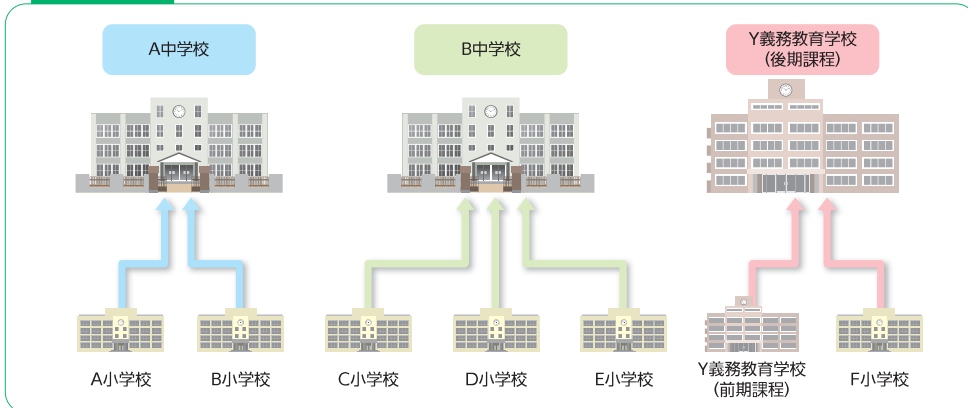 A中学校
B中学校
Y義務教育学校
(後期課程)
A小学校
B小学校
C小学校
D小学校
E小学校
Y義務教育学校
(前期課程)
F小学校